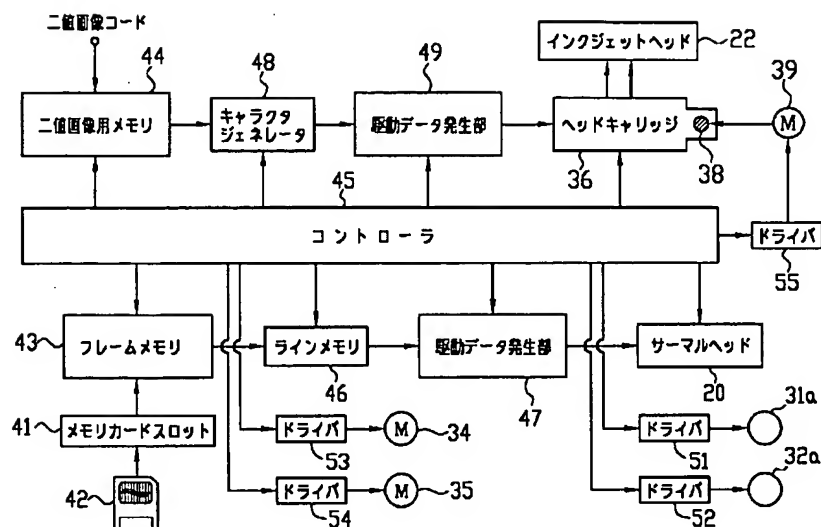 二値画像コード
44
48
49
インクジェットヘッド
22
39
二値画像用メモリ
キャラクタ
ジェネレータ
駆動データ発生部
ヘッドキャリッジ
M
38
36
45
コントローラ
ドライバ
55
43
フレームメモリ
ラインメモリ
46
駆動データ発生部
47
サーマルヘッド
20
41
メモリカードスロット
42
ドライバ
53
M
34
ドライバ
51
31a
ドライバ
54
M
35
ドライバ
52
32a